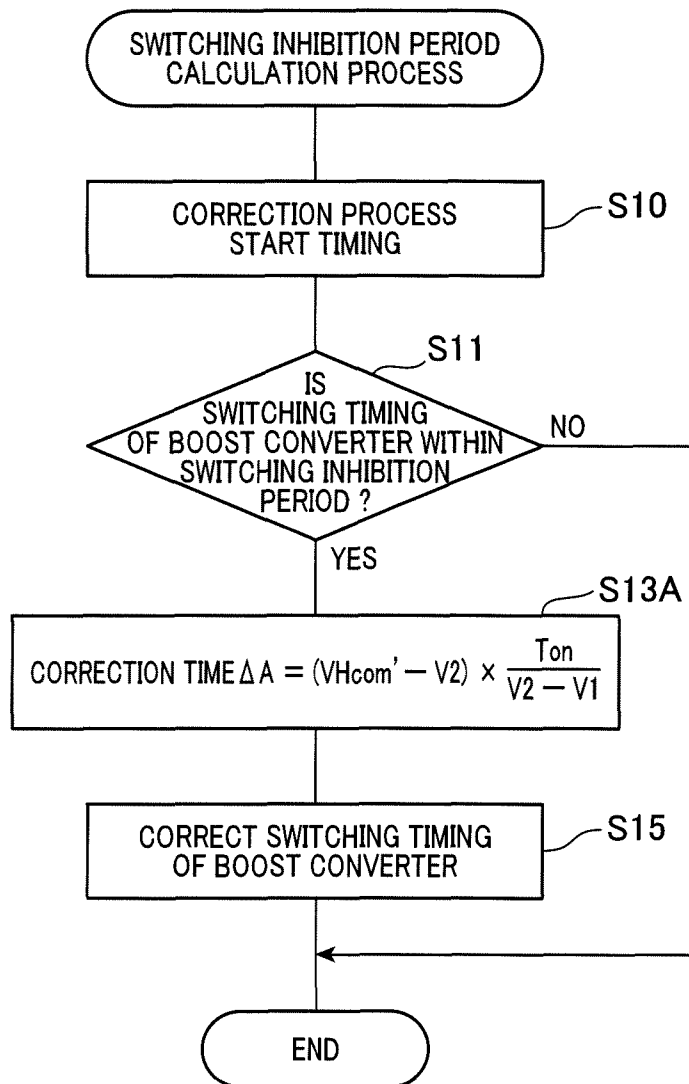 SWITCHING INHIBITION PERIOD
CALCULATION PROCESS
CORRECTION PROCESS
START TIMING
S10
S11
IS
SWITCHING TIMING
OF BOOST CONVERTER WITHIN
SWITCHING INHIBITION
PERIOD ?
NO
YES
S13A
CORRECTION TIME ΔA = (VHcom' − V2) × Ton / V2 − V1
CORRECT SWITCHING TIMING
OF BOOST CONVERTER
S15
END